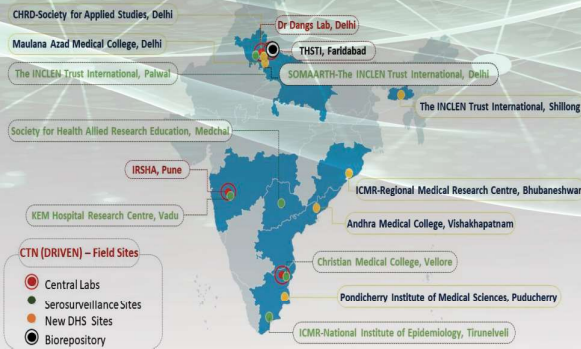 CHRD-Society for Applied Studies, Delhi
Dr Dangs Lab, Delhi
Maulana Azad Medical College, Delhi
THSTI, Faridabad
The INCLEN Trust International, Palwal
SOMAARTH-The INCLEN Trust International, Delhi
The INCLEN Trust International, Shillong
Society for Health Allied Research Education, Medchal
IRSHA, Pune
ICMR-Regional Medical Research Centre, Bhubaneshwar
KEM Hospital Research Centre, Vadu
Andhra Medical College, Vishakhapatnam
CTN (DRIVEN) – Field Sites
Christian Medical College, Vellore
Central Labs
Serosurveillance Sites
Pondicherry Institute of Medical Sciences, Puducherry
New DHS Sites
Biorepository
ICMR-National Institute of Epidemiology, Tirunelveli